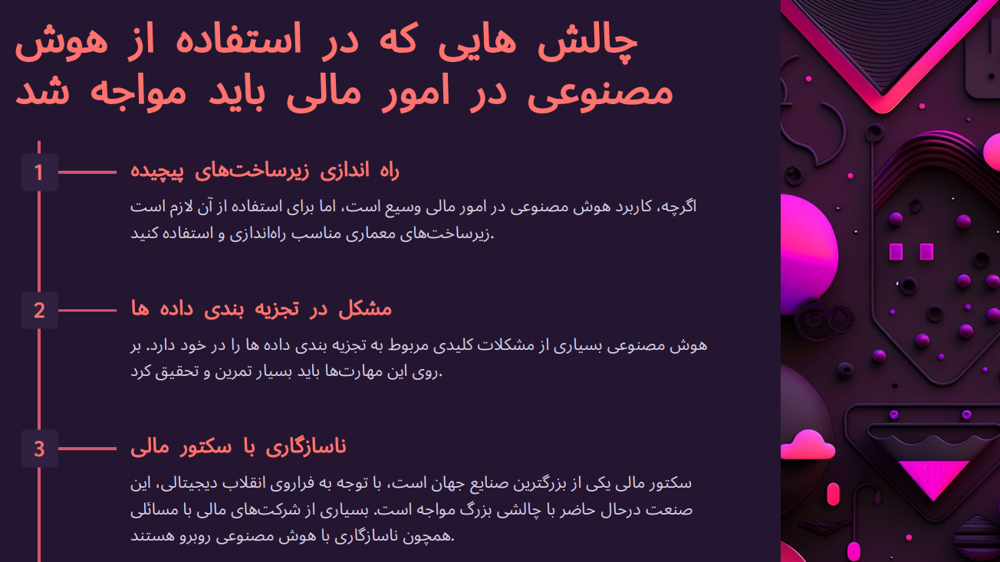 چالش هایی که در استفاده از هوش
مصنوعی در امور مالی باید مواجه شد
1
راه اندازی زیرساخت‌های پیچیده
اگرچه، کاربرد هوش مصنوعی در امور مالی وسیع است، اما برای استفاده از آن لازم است
زیرساخت‌های معماری مناسب راه‌اندازی و استفاده کنید.
2
مشکل در تجزیه بندی داده ها
هوش مصنوعی بسیاری از مشکلات کلیدی مربوط به تجزیه بندی داده ها را در خود دارد. بر
روی این مهارت‌ها باید بسیار تمرین و تحقیق کرد.
3
ناسازگاری با سکتور مالی
سکتور مالی یکی از بزرگترین صنایع جهان است، با توجه به فراروی انقلاب دیجیتالی، این
صنعت درحال حاضر با چالشی بزرگ مواجه است. بسیاری از شرکت‌های مالی با مسائلی
همچون ناسازگاری با هوش مصنوعی روبرو هستند.